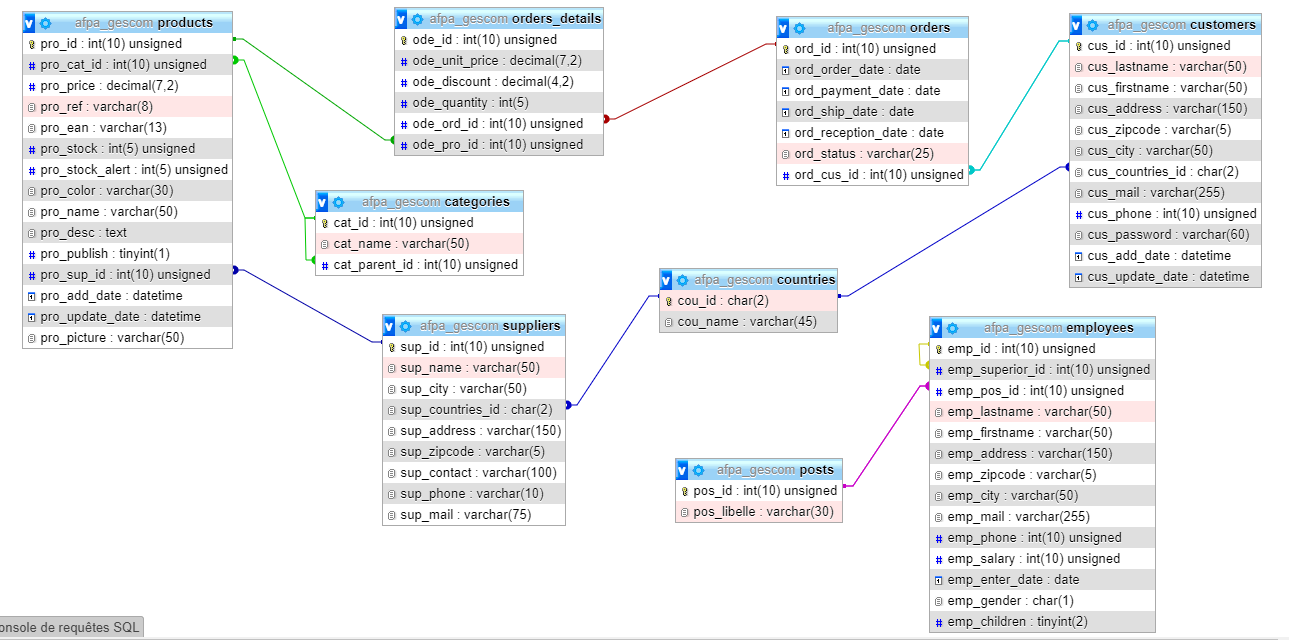 afpa_gescom products
pro_id : int(10) unsigned
pro_cat_id : int(10) unsigned
pro_price : decimal(7,2)
pro_ref : varchar(8)
pro_ean : varchar(13)
pro_stock : int(5) unsigned
pro_stock_alert : int(5) unsigned
pro_color : varchar(30)
pro_name : varchar(50)
pro_desc : text
pro_publish : tinyint(1)
pro_sup_id : int(10) unsigned
pro_add_date : datetime
pro_update_date : datetime
pro_picture : varchar(50)
afpa_gescom orders_details
ode_id : int(10) unsigned
ode_unit_price : decimal(7,2)
ode_discount : decimal(4,2)
ode_quantity : int(5)
ode_ord_id : int(10) unsigned
ode_pro_id : int(10) unsigned
afpa_gescom orders
ord_id : int(10) unsigned
ord_order_date : date
ord_payment_date : date
ord_ship_date : date
ord_reception_date : date
ord_status : varchar(25)
ord_cus_id : int(10) unsigned
afpa_gescom customers
cus_id : int(10) unsigned
cus_lastname : varchar(50)
cus_firstname : varchar(50)
cus_address : varchar(150)
cus_zipcode : varchar(5)
cus_city : varchar(50)
cus_countries_id : char(2)
cus_mail : varchar(255)
cus_phone : int(10) unsigned
cus_password : varchar(60)
cus_add_date : datetime
cus_update_date : datetime
afpa_gescom categories
cat_id : int(10) unsigned
cat_name : varchar(50)
cat_parent_id : int(10) unsigned
afpa_gescom countries
cou_id : char(2)
cou_name : varchar(45)
afpa_gescom suppliers
sup_id : int(10) unsigned
sup_name : varchar(50)
sup_city : varchar(50)
sup_countries_id : char(2)
sup_address : varchar(150)
sup_zipcode : varchar(5)
sup_contact : varchar(100)
sup_phone : varchar(10)
sup_mail : varchar(75)
afpa_gescom employees
emp_id : int(10) unsigned
emp_superior_id : int(10) unsigned
emp_pos_id : int(10) unsigned
emp_lastname : varchar(50)
emp_firstname : varchar(50)
emp_address : varchar(150)
emp_zipcode : varchar(5)
emp_city : varchar(50)
emp_mail : varchar(255)
emp_phone : int(10) unsigned
emp_salary : int(10) unsigned
emp_enter_date : date
emp_gender : char(1)
emp_children : tinyint(2)
afpa_gescom posts
pos_id : int(10) unsigned
pos_libelle : varchar(30)
onsole de requêtes SQL